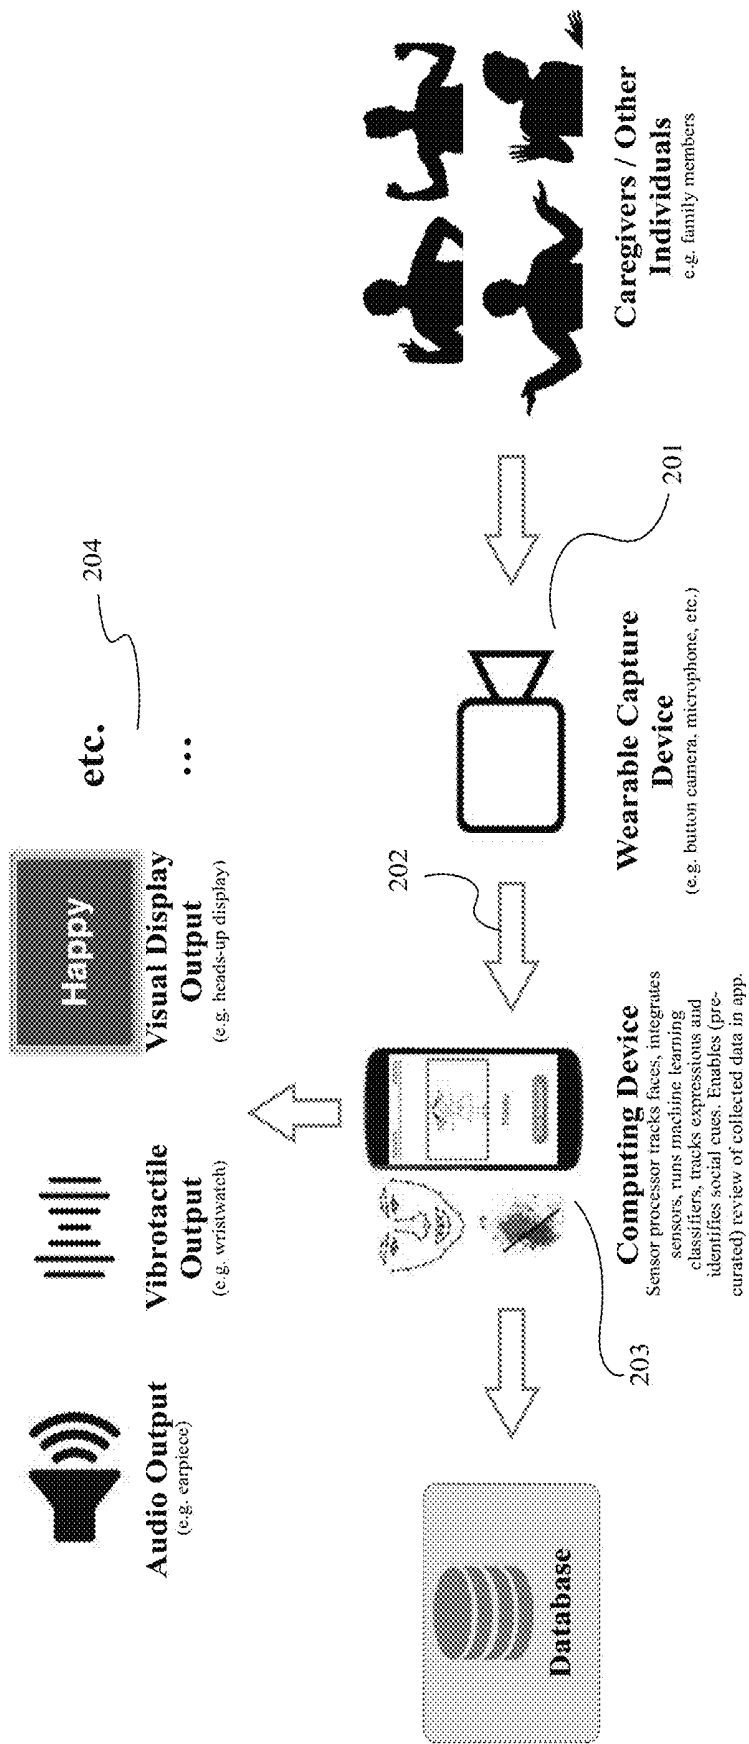 Audio Output
(e.g. earpiece)
Vibrotactile
Output
(e.g. wristwatch)
Happy
Visual Display
Output
(e.g. heads-up display)
etc.
...
204
Database
203
Computing Device
Sensor processor tracks faces, integrates
sensors, runs machine learning
classifiers, tracks expressions and
identifies social cues. Enables (pre-
curated) review of collected data in app.
202
Wearable Capture
Device
(e.g. button camera, microphone, etc.)
201
Caregivers / Other
Individuals
e.g. family members